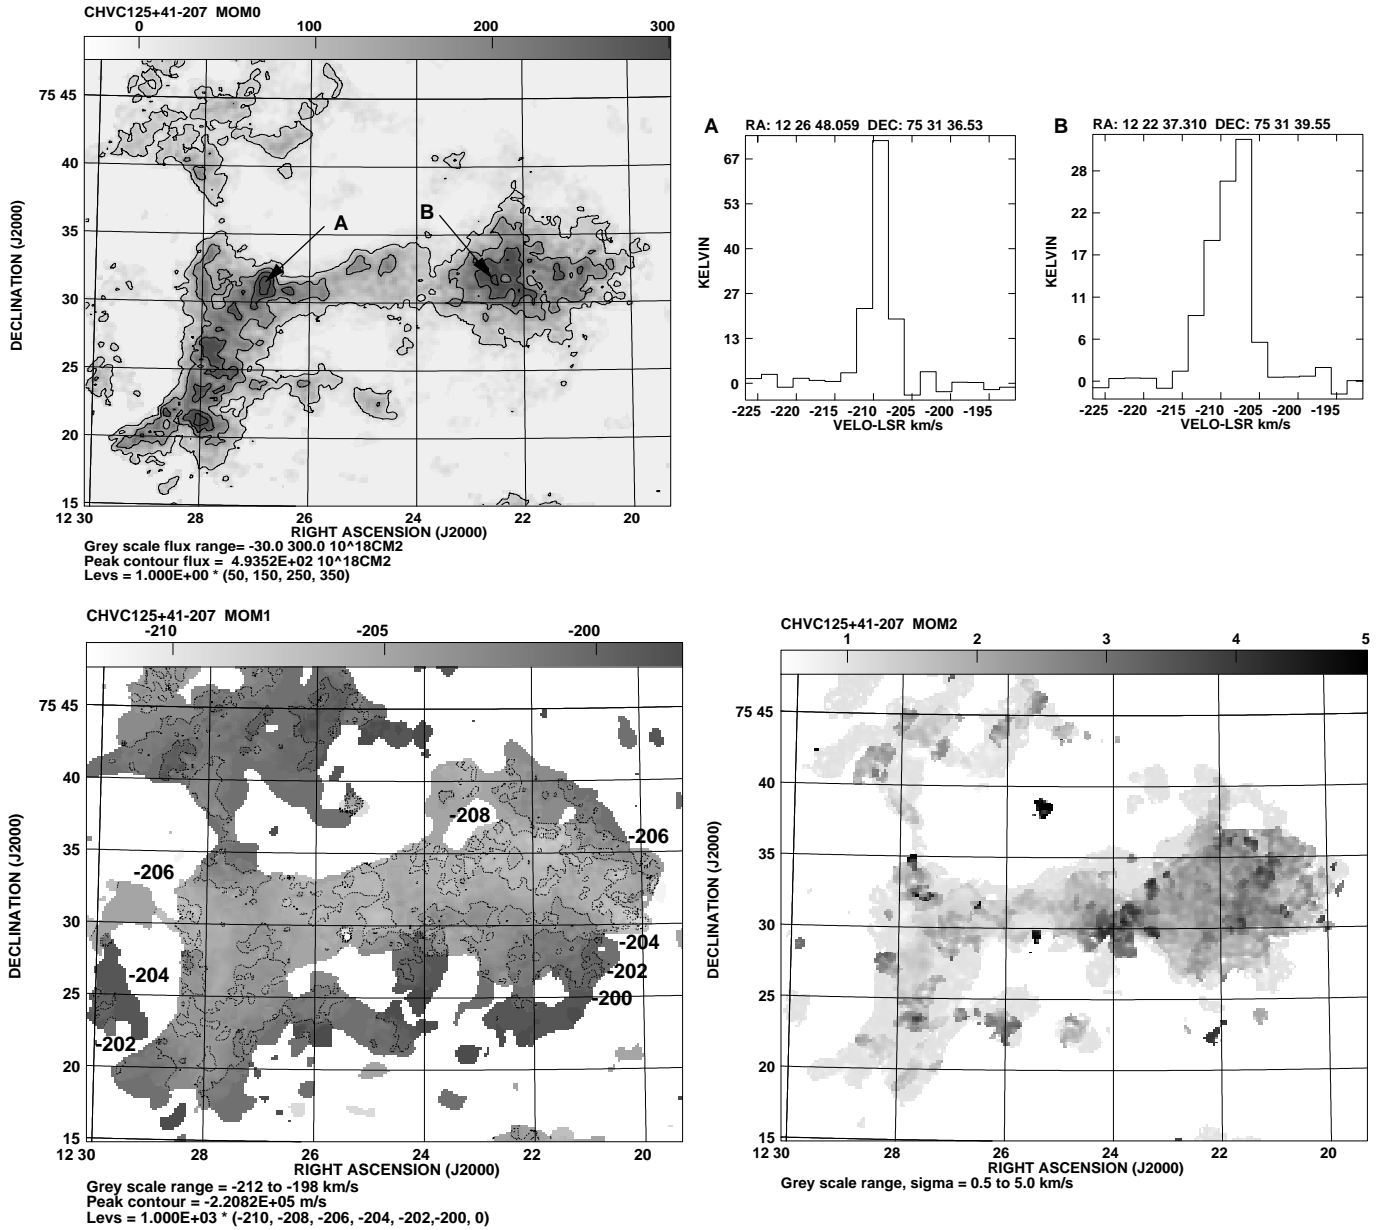 CHVC125+41-207 MOM0
0 100 200 300
75 45
40
35
30
25
20
15
DECLINATION (J2000)
A
B
12 30 28 26 24 22 20
RIGHT ASCENSION (J2000)
Grey scale flux range= -30.0 300.0 10^18CM2
Peak contour flux = 4.9352E+02 10^18CM2
Levs = 1.000E+00 * (50, 150, 250, 350)
A RA: 12 26 48.059 DEC: 75 31 36.53
67
53
40
27
13
0
KELVIN
-225 -220 -215 -210 -205 -200 -195
VELO-LSR km/s
B RA: 12 22 37.310 DEC: 75 31 39.55
28
22
17
11
6
0
KELVIN
-225 -220 -215 -210 -205 -200 -195
VELO-LSR km/s
CHVC125+41-207 MOM1
-210 -205 -200
75 45
40
35
30
25
20
15
DECLINATION (J2000)
-208
-206
-206
-204
-204
-202
-200
-202
12 30 28 26 24 22 20
RIGHT ASCENSION (J2000)
Grey scale range = -212 to -198 km/s
Peak contour = -2.2082E+05 m/s
Levs = 1.000E+03 * (-210, -208, -206, -204, -202,-200, 0)
CHVC125+41-207 MOM2
1 2 3 4 5
75 45
40
35
30
25
20
15
DECLINATION (J2000)
12 30 28 26 24 22 20
RIGHT ASCENSION (J2000)
Grey scale range, sigma = 0.5 to 5.0 km/s